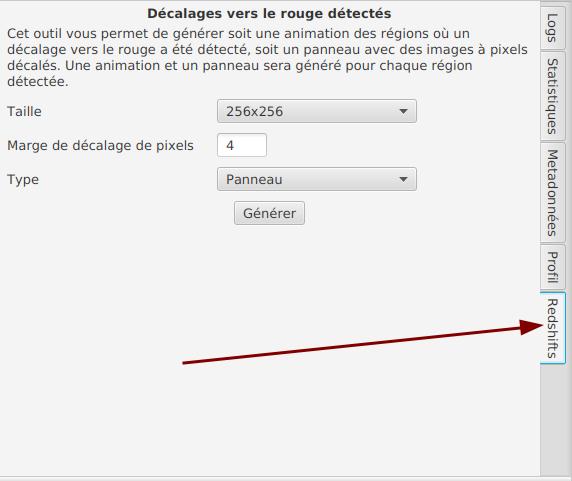 Décalages vers le rouge détectés
Cet outil vous permet de générer soit une animation des régions où un
décalage vers le rouge a été détecté, soit un panneau avec des images à pixels
décalés. Une animation et un panneau sera généré pour chaque région
détectée.
Taille
256x256
Marge de décalage de pixels
4
Type
Panneau
Générer
Logs
Statistiques
Metadonnées
Profil
Redshifts